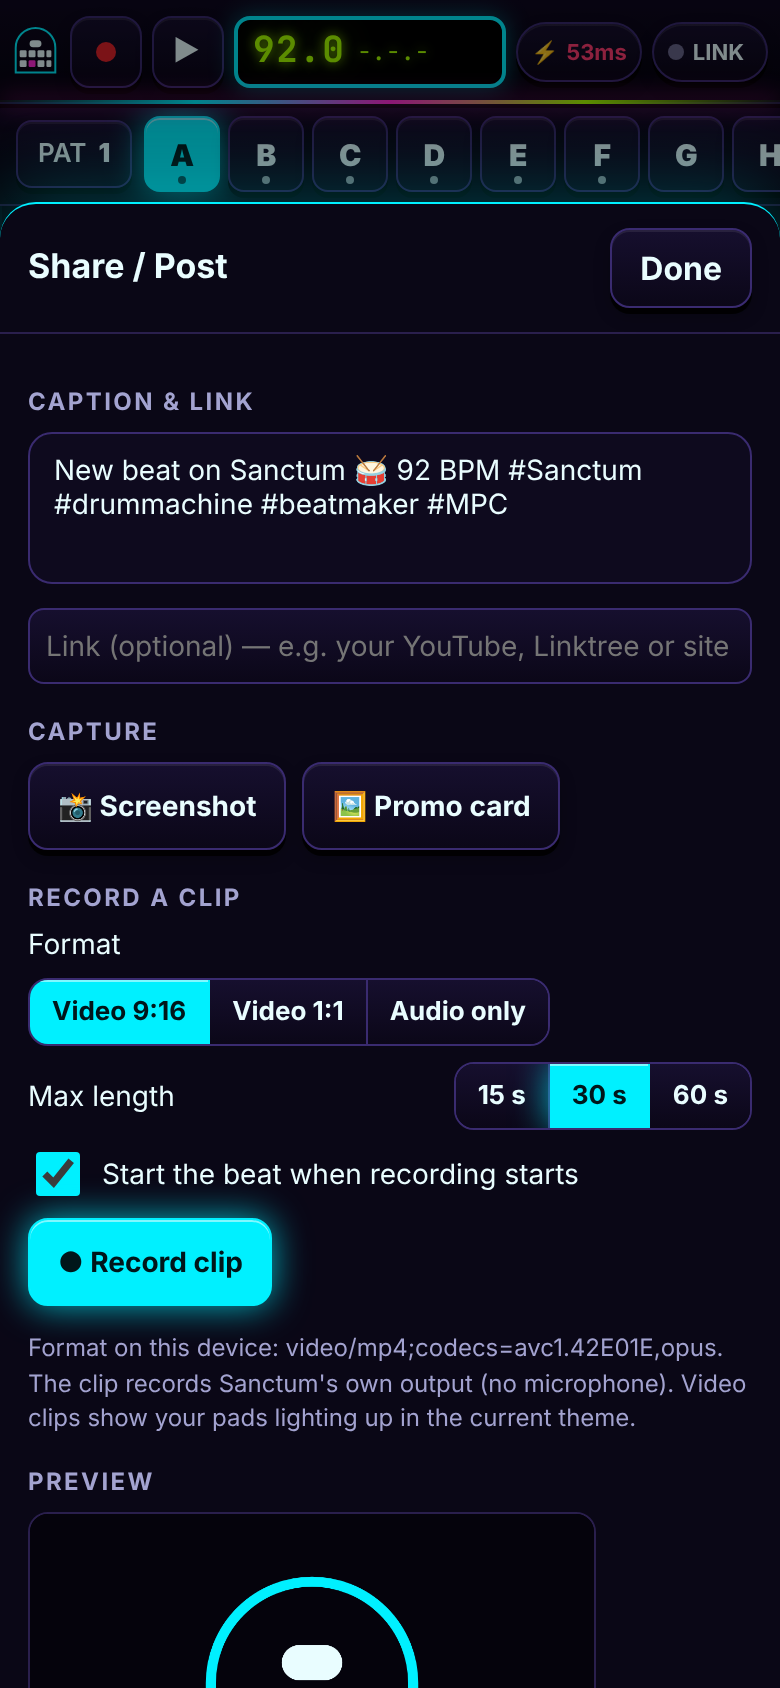 92.0 -.-.-
⚡ 53ms
LINK
PAT 1
A
B
C
D
E
F
G
H
Share / Post
Done
CAPTION & LINK
New beat on Sanctum 🥁 92 BPM #Sanctum
#drummachine #beatmaker #MPC
Link (optional) — e.g. your YouTube, Linktree or site
CAPTURE
📸 Screenshot
🖼️ Promo card
RECORD A CLIP
Format
Video 9:16
Video 1:1
Audio only
Max length
15 s
30 s
60 s
Start the beat when recording starts
● Record clip
Format on this device: video/mp4;codecs=avc1.42E01E,opus.
The clip records Sanctum's own output (no microphone). Video
clips show your pads lighting up in the current theme.
PREVIEW